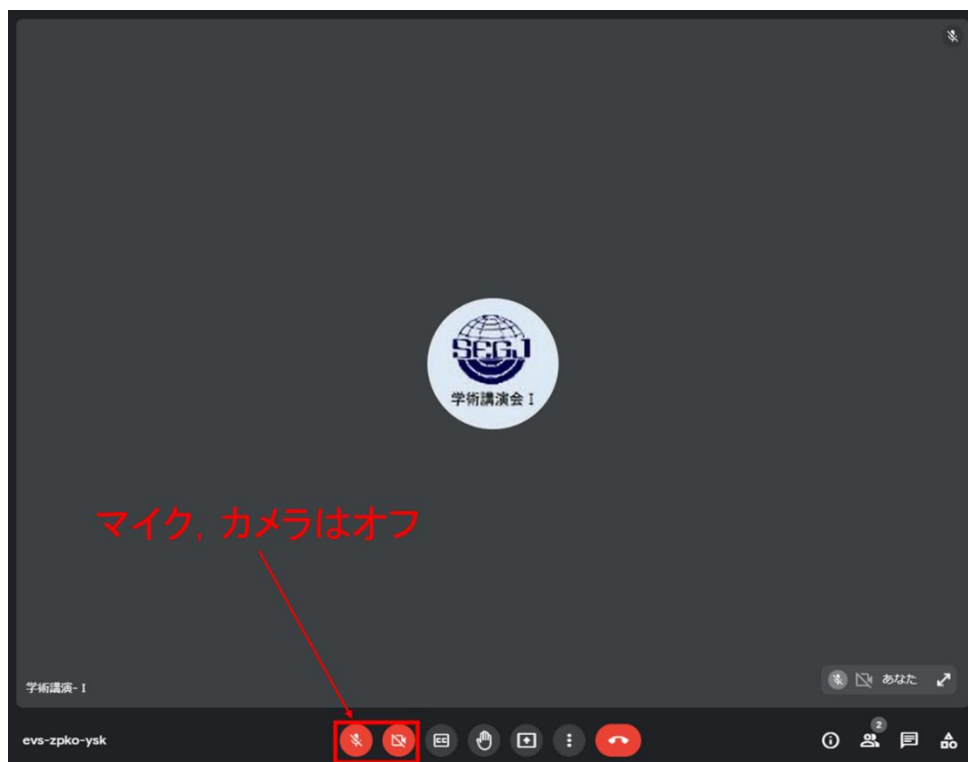 SEGJ
学術講演会 I
マイク, カメラはオフ
学術講演- I
あなた
evs-zpko-ysk
CC
2